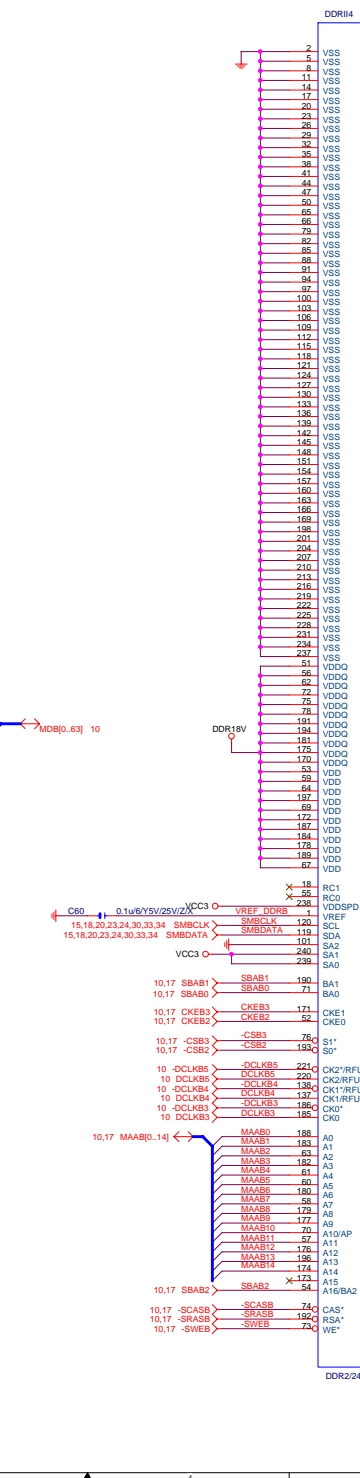 DDRII4
2 VSS
5 VSS
8 VSS
11 VSS
14 VSS
17 VSS
20 VSS
23 VSS
26 VSS
29 VSS
32 VSS
35 VSS
38 VSS
41 VSS
44 VSS
47 VSS
50 VSS
65 VSS
66 VSS
79 VSS
82 VSS
85 VSS
88 VSS
91 VSS
94 VSS
97 VSS
100 VSS
103 VSS
106 VSS
109 VSS
112 VSS
115 VSS
118 VSS
121 VSS
124 VSS
127 VSS
130 VSS
133 VSS
136 VSS
139 VSS
142 VSS
145 VSS
148 VSS
151 VSS
154 VSS
157 VSS
160 VSS
163 VSS
166 VSS
169 VSS
198 VSS
201 VSS
204 VSS
207 VSS
210 VSS
213 VSS
216 VSS
219 VSS
222 VSS
225 VSS
228 VSS
231 VSS
234 VSS
237 VSS
51 VDDQ
56 VDDQ
62 VDDQ
72 VDDQ
75 VDDQ
78 VDDQ
191 VDDQ
MDB[0..63] 10
DDR18V
194 VDDQ
181 VDDQ
175 VDDQ
170 VDDQ
53 VDD
59 VDD
64 VDD
197 VDD
69 VDD
172 VDD
187 VDD
184 VDD
178 VDD
189 VDD
67 VDD
18 RC1
55 RC0
VCC3 238 VDDSPD
C60 0.1u/6/Y5V/25V/Z/X VREF_DDRB 1 VREF
15,18,20,23,24,30,33,34 SMBCLK SMBCLK 120 SCL
15,18,20,23,24,30,33,34 SMBDATA SMBDATA 119 SDA
101 SA2
VCC3 240 SA1
239 SA0
10,17 SBAB1 SBAB1 190 BA1
10,17 SBAB0 SBAB0 71 BA0
10,17 CKEB3 CKEB3 171 CKE1
10,17 CKEB2 CKEB2 52 CKE0
10,17 -CSB3 -CSB3 76 S1*
10,17 -CSB2 -CSB2 193 S0*
10 -DCLKB5 -DCLKB5 221 CK2*/RFU
10 DCLKB5 DCLKB5 220 CK2/RFU
10 -DCLKB4 -DCLKB4 138 CK1*/RFU
10 DCLKB4 DCLKB4 137 CK1/RFU
10 -DCLKB3 -DCLKB3 186 CK0*
10 DCLKB3 DCLKB3 185 CK0
10,17 MAAB[0..14] MAAB0 188 A0
MAAB1 183 A1
MAAB2 63 A2
MAAB3 182 A3
MAAB4 61 A4
MAAB5 60 A5
MAAB6 180 A6
MAAB7 58 A7
MAAB8 179 A8
MAAB9 177 A9
MAAB10 70 A10/AP
MAAB11 57 A11
MAAB12 176 A12
MAAB13 196 A13
MAAB14 174 A14
173 A15
10,17 SBAB2 SBAB2 54 A16/BA2
10,17 -SCASB -SCASB 74 CAS*
10,17 -SRASB -SRASB 192 RSA*
10,17 -SWEB -SWEB 73 WE*
DDR2/24